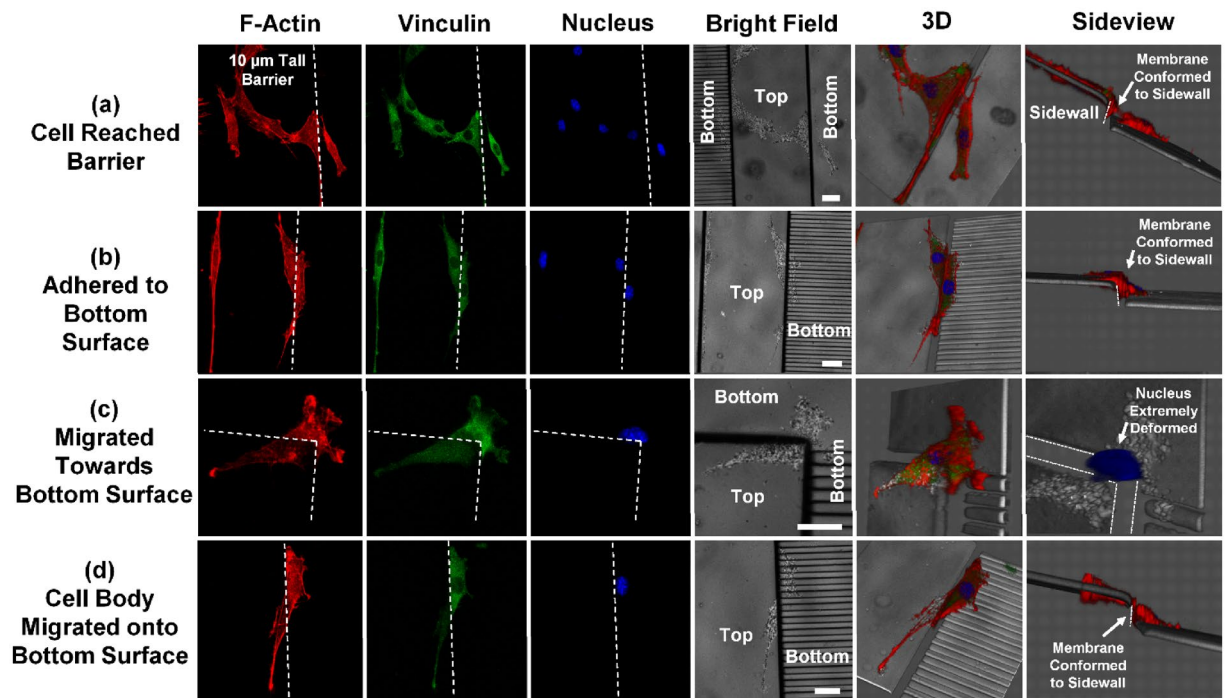 F-Actin
Vinculin
Nucleus
Bright Field
3D
Sideview
(a)
Cell Reached
Barrier
10 µm Tall
Barrier
Bottom
Top
Bottom
Sidewall
Membrane
Conformed
to Sidewall
(b)
Adhered to
Bottom
Surface
Top
Bottom
Membrane
Conformed
to Sidewall
(c)
Migrated
Towards
Bottom Surface
Bottom
Top
Bottom
Nucleus
Extremely
Deformed
(d)
Cell Body
Migrated onto
Bottom Surface
Top
Bottom
Membrane
Conformed
to Sidewall